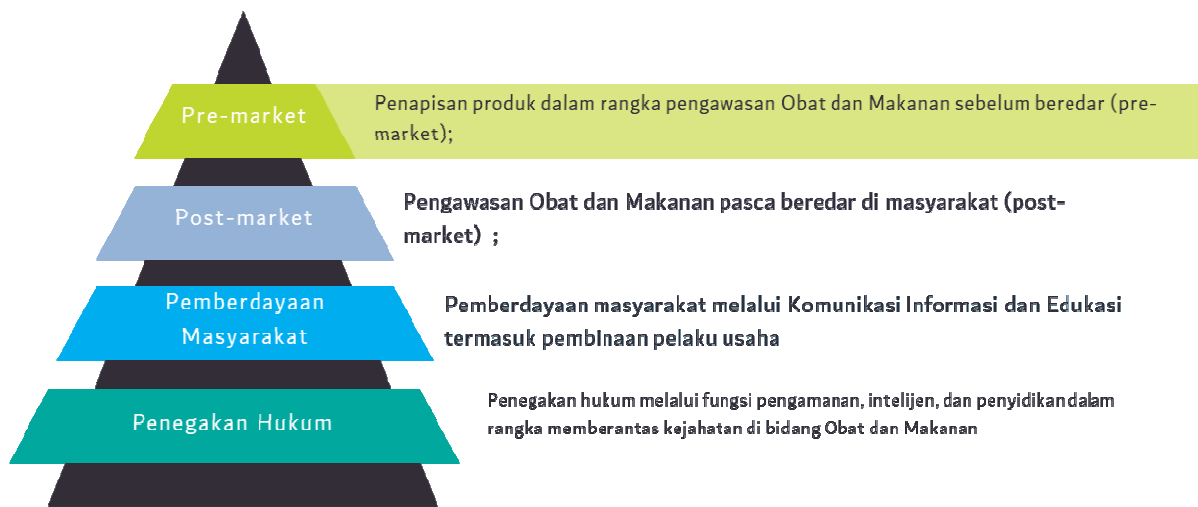 Pre-market
Penapisan produk dalam rangka pengawasan Obat dan Makanan sebelum beredar (pre-
market);
Post-market
Pengawasan Obat dan Makanan pasca beredar di masyarakat (post-
market) ;
Pemberdayaan
Masyarakat
Pemberdayaan masyarakat melalui Komunikasi Informasi dan Edukasi
termasuk pembinaan pelaku usaha
Penegakan Hukum
Penegakan hukum melalui fungsi pengamanan, intelijen, dan penyidikan dalam
rangka memberantas kejahatan di bidang Obat dan Makanan